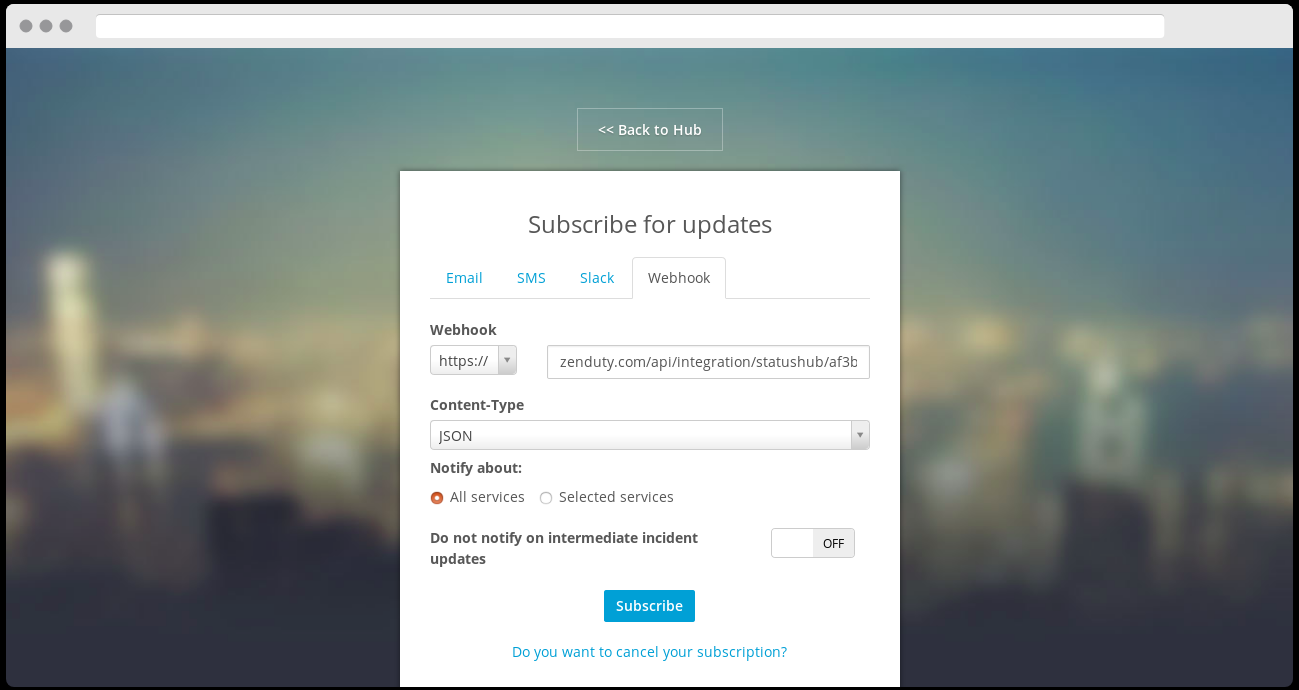 << Back to Hub
Subscribe for updates
Email SMS Slack Webhook
Webhook
https:// zenduty.com/api/integration/statushub/af3b
Content-Type
JSON
Notify about:
All services Selected services
Do not notify on intermediate incident
updates
OFF
Subscribe
Do you want to cancel your subscription?